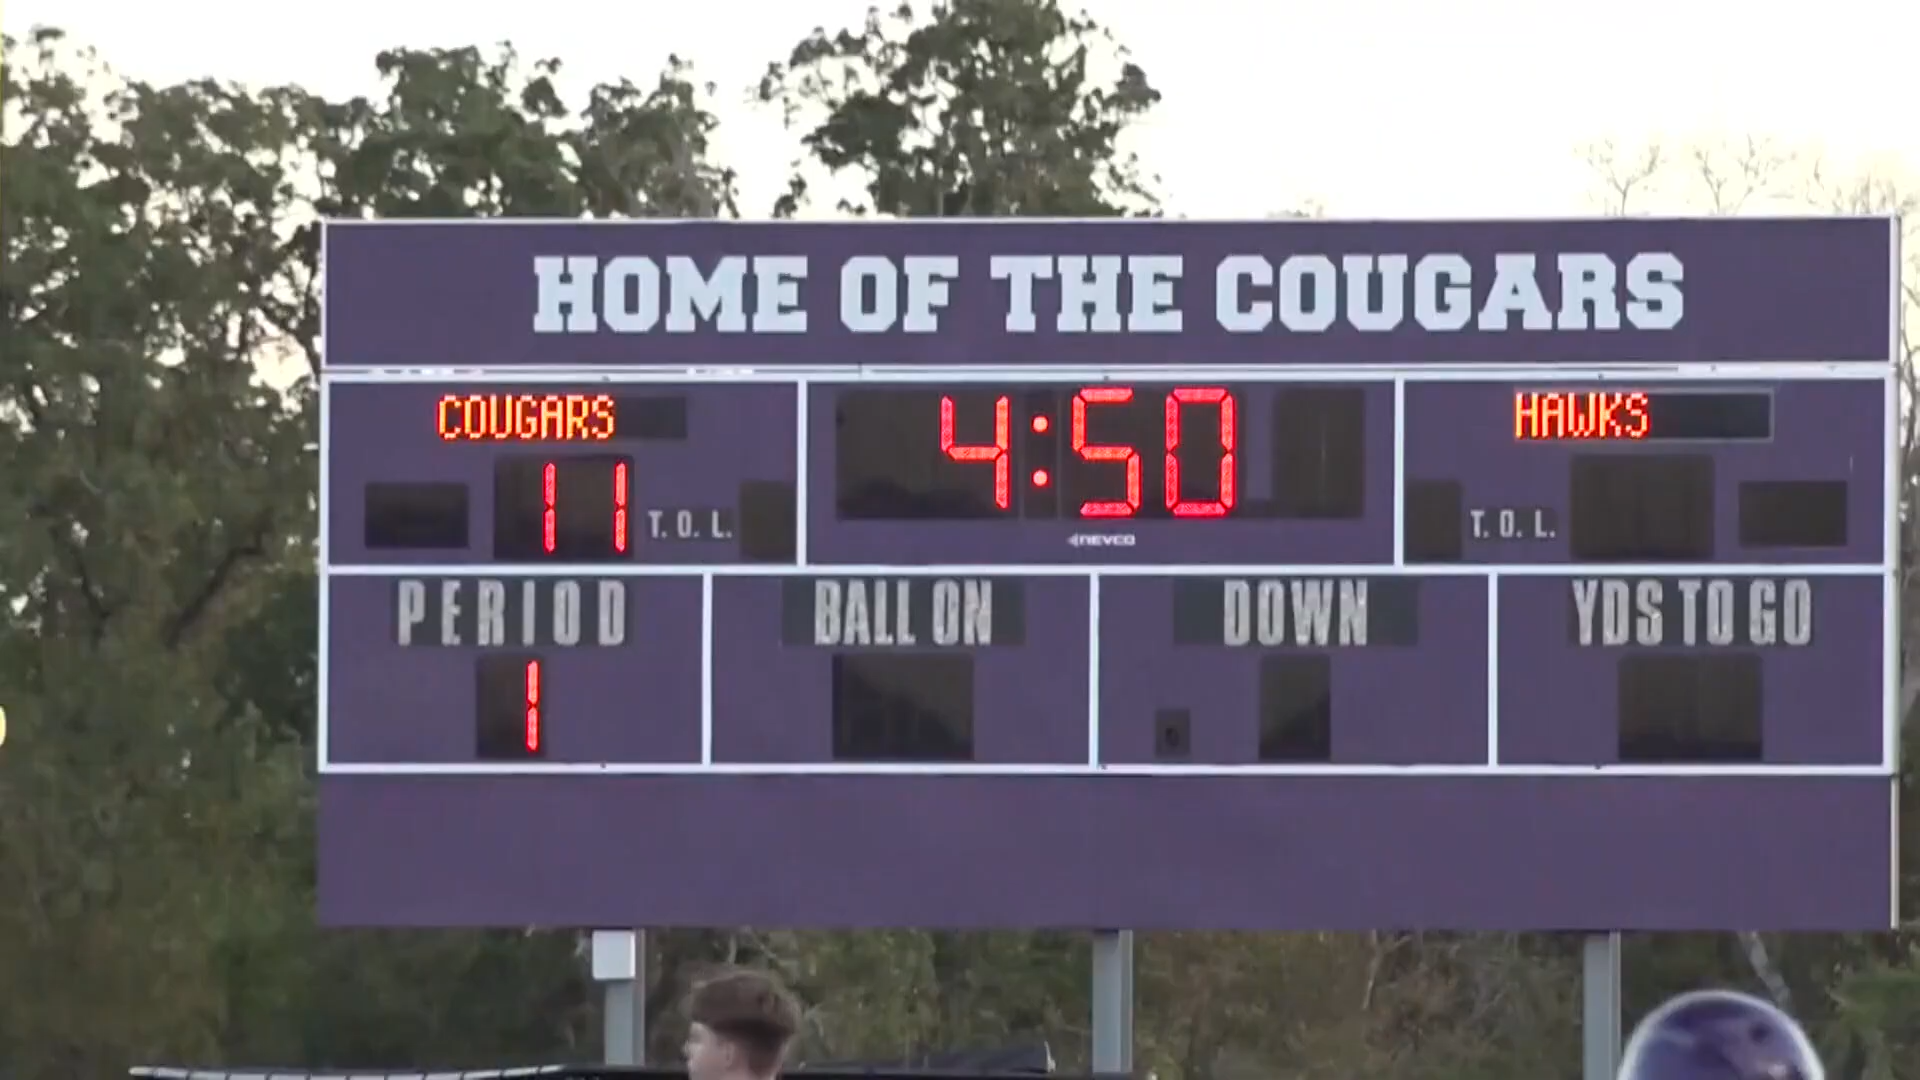 HOME OF THE COUGARS
COUGARS
4:50
HAWKS
11
T. O. L.
T. O. L.
NEVCO
PERIOD
BALL ON
DOWN
YDS TO GO
1